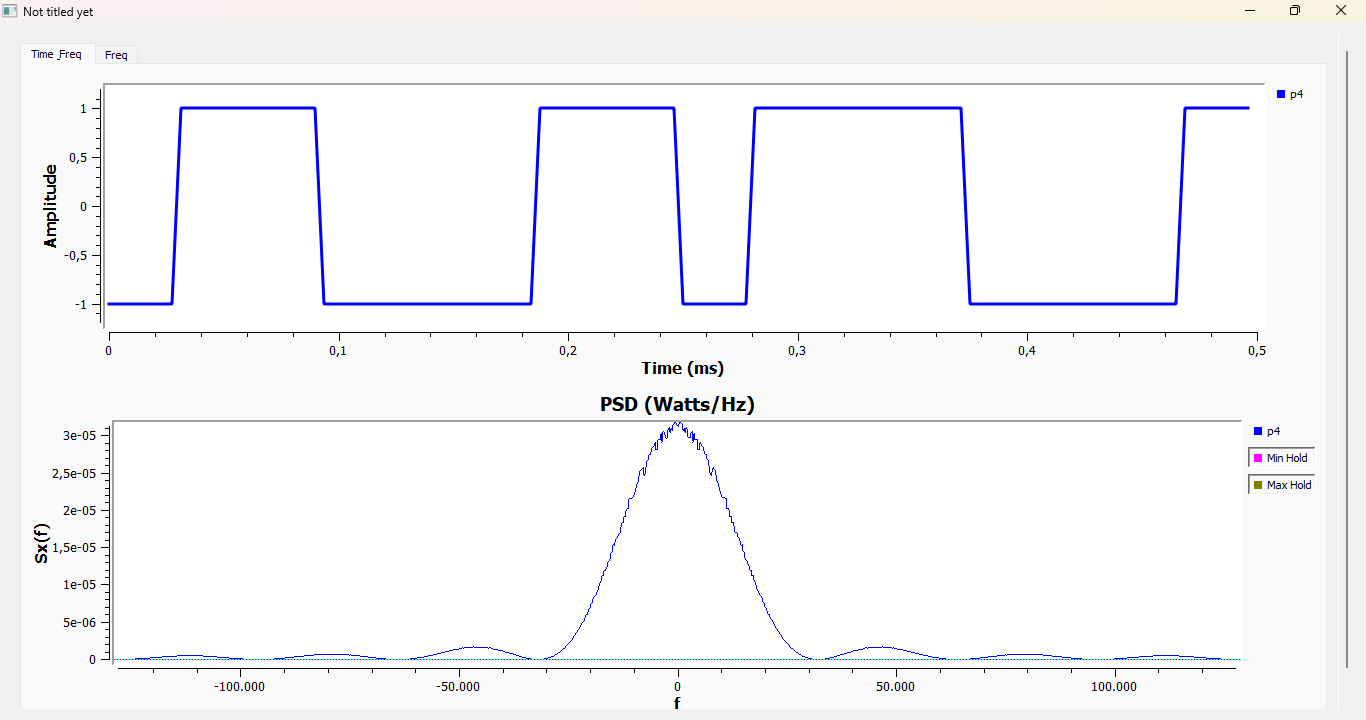 Not titled yet
Time_Freq Freq
p4
1
0,5
0
-0,5
-1
Amplitude
0 0,1 0,2 0,3 0,4 0,5
Time (ms)
PSD (Watts/Hz)
p4
Min Hold
Max Hold
3e-05
2,5e-05
2e-05
1,5e-05
1e-05
5e-06
0
Sx(f)
-100.000 -50.000 0 50.000 100.000
f